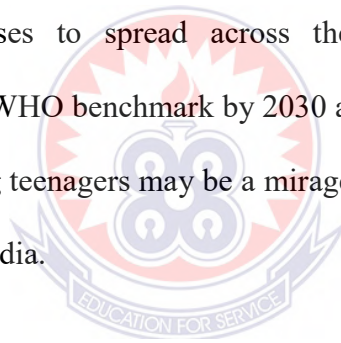 ses to spread across the
WHO benchmark by 2030 a
g teenagers may be a mirage
dia.
EDUCATION FOR SERVICE